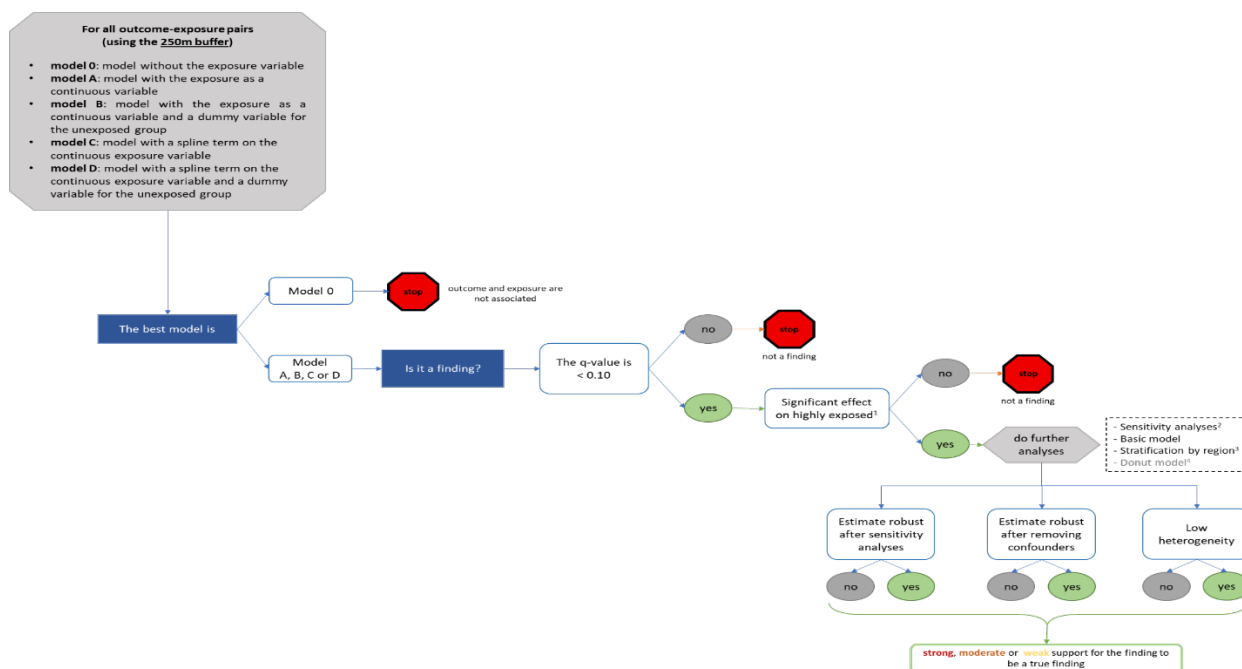 For all outcome-exposure pairs
(using the 250m buffer)
• model 0: model without the exposure variable
• model A: model with the exposure as a
continuous variable
• model B: model with the exposure as a
continuous variable and a dummy variable for
the unexposed group
• model C: model with a spline term on the
continuous exposure variable
• model D: model with a spline term on the
continuous exposure variable and a dummy
variable for the unexposed group
The best model is
Model 0
stop
outcome and exposure are
not associated
Model
A, B, C or D
Is it a finding?
The q-value is
< 0.10
no
stop
not a finding
yes
Significant effect
on highly exposed¹
no
stop
not a finding
yes
do further
analyses
- Sensitivity analyses²
- Basic model
- Stratification by region³
- Donut model⁴
Estimate robust
after sensitivity
analyses
Estimate robust
after removing
confounders
Low
heterogeneity
no
yes
no
yes
no
yes
strong, moderate or weak support for the finding to
be a true finding